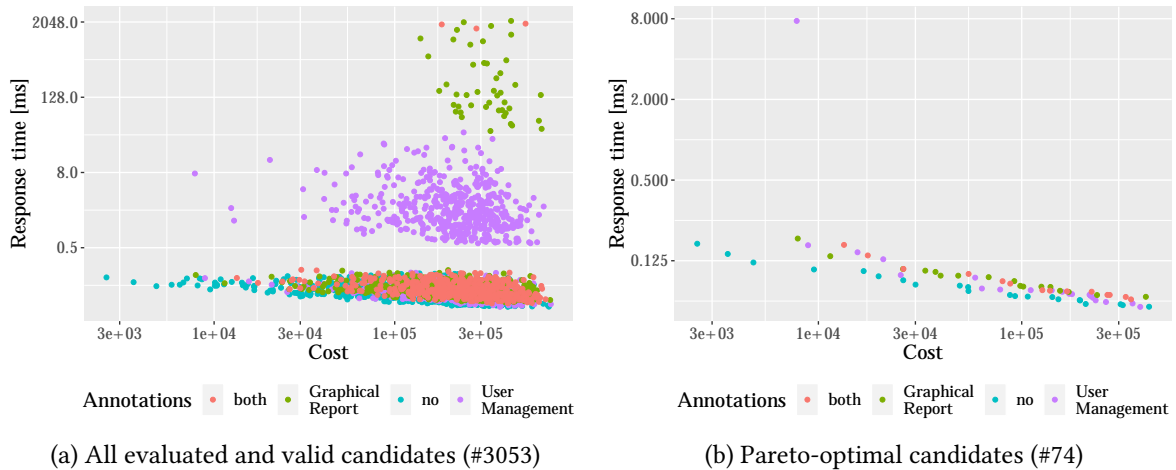 2048.0
128.0
8.0
0.5
Response time [ms]
3e+03
1e+04
3e+04
1e+05
3e+05
Cost
Annotations
both
Graphical
Report
no
User
Management
(a) All evaluated and valid candidates (#3053)
8.000
2.000
0.500
0.125
Response time [ms]
3e+03
1e+04
3e+04
1e+05
3e+05
Cost
Annotations
both
Graphical
Report
no
User
Management
(b) Pareto-optimal candidates (#74)